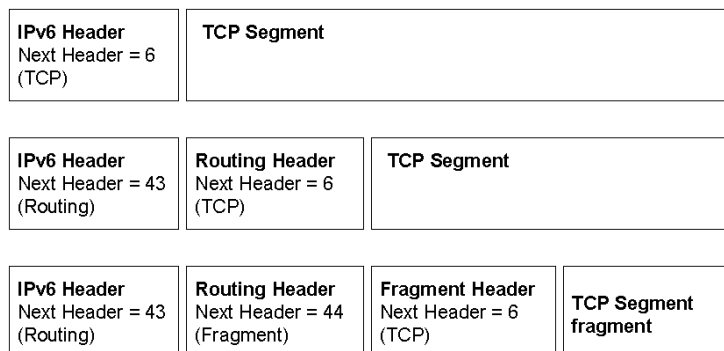 IPv6 Header
Next Header = 6
(TCP)
TCP Segment
IPv6 Header
Next Header = 43
(Routing)
Routing Header
Next Header = 6
(TCP)
TCP Segment
IPv6 Header
Next Header = 43
(Routing)
Routing Header
Next Header = 44
(Fragment)
Fragment Header
Next Header = 6
(TCP)
TCP Segment
fragment